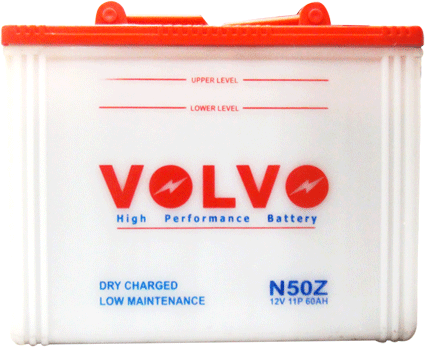 UPPER LEVEL
LOWER LEVEL
VOLVO
High Performance Battery
DRY CHARGED
LOW MAINTENANCE
N50Z
12V 11P 60AH